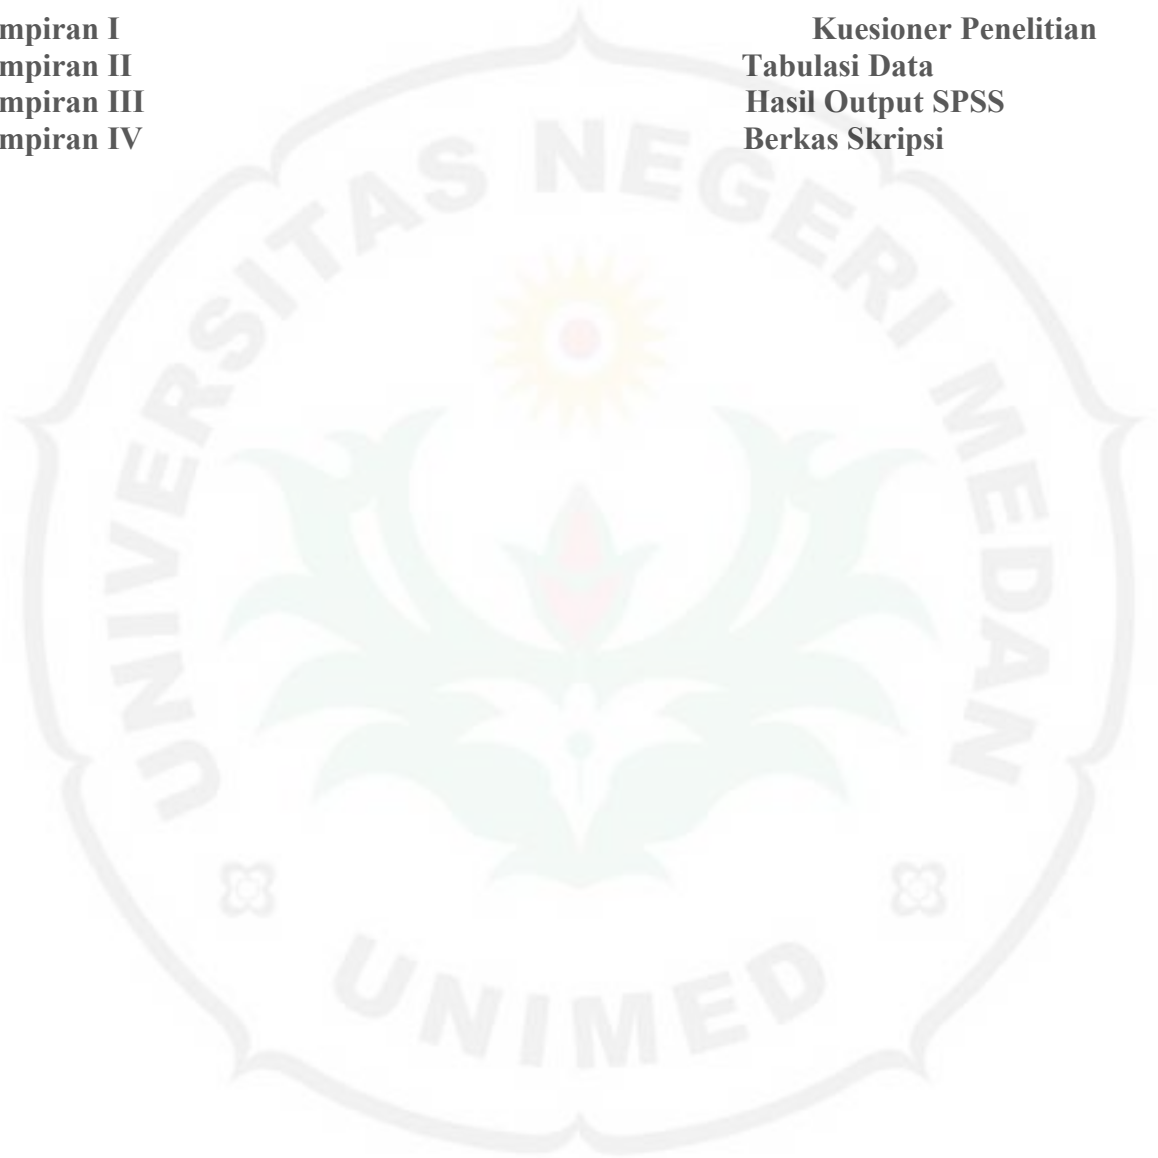 mpiran I Kuesioner Penelitian
mpiran II Tabulasi Data
mpiran III Hasil Output SPSS
mpiran IV Berkas Skripsi
UNIVERSITAS NEGERI MEDAN
UNIMED